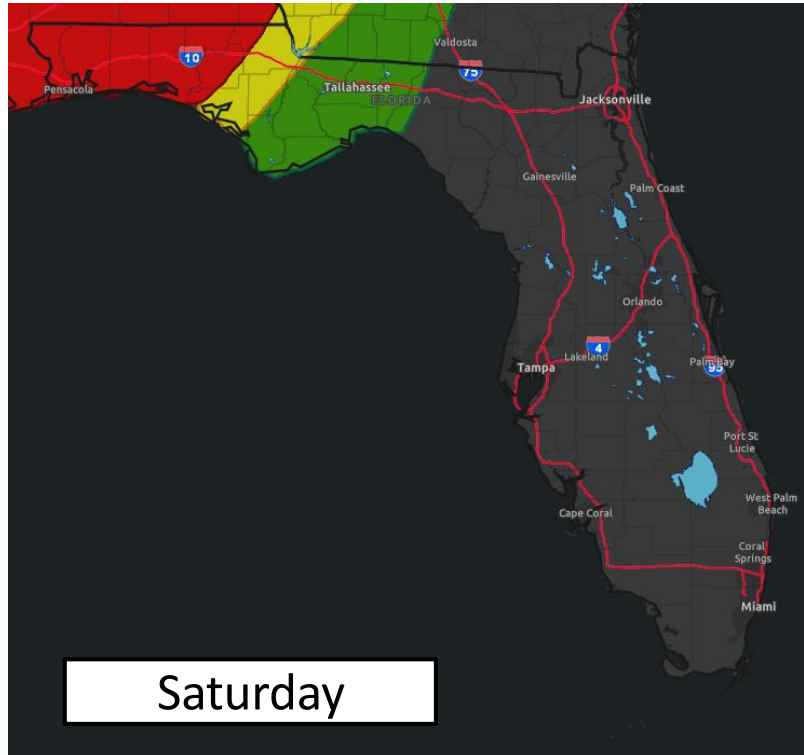 Valdosta
10
75
Pensacola
Tallahassee
FLORIDA
Jacksonville
Gainesville
Palm Coast
Orlando
4
Lakeland
Tampa
Palm Bay
95
Port St
Lucie
West Palm
Beach
Cape Coral
Coral
Springs
Miami
Saturday